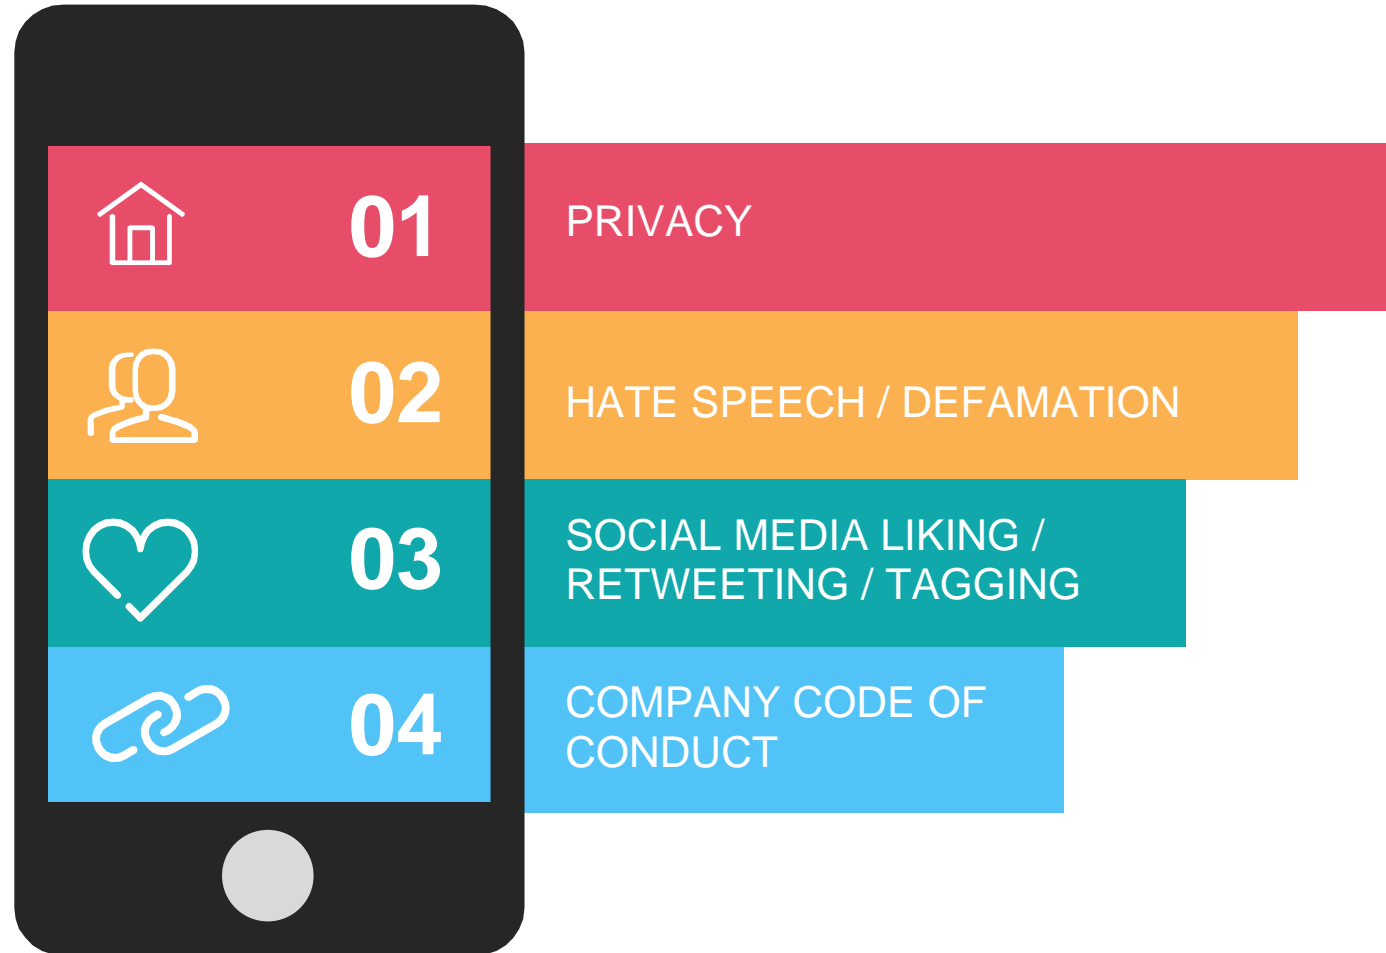 01 PRIVACY
02 HATE SPEECH / DEFAMATION
03 SOCIAL MEDIA LIKING /
RETWEETING / TAGGING
04 COMPANY CODE OF
CONDUCT